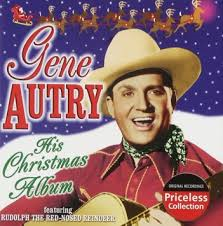 Gene
AUTRY
His
Christmas
Album
featuring
RUDOLPH THE RED-NOSED REINDEER
ORIGINAL RECORDINGS
Priceless
Collection